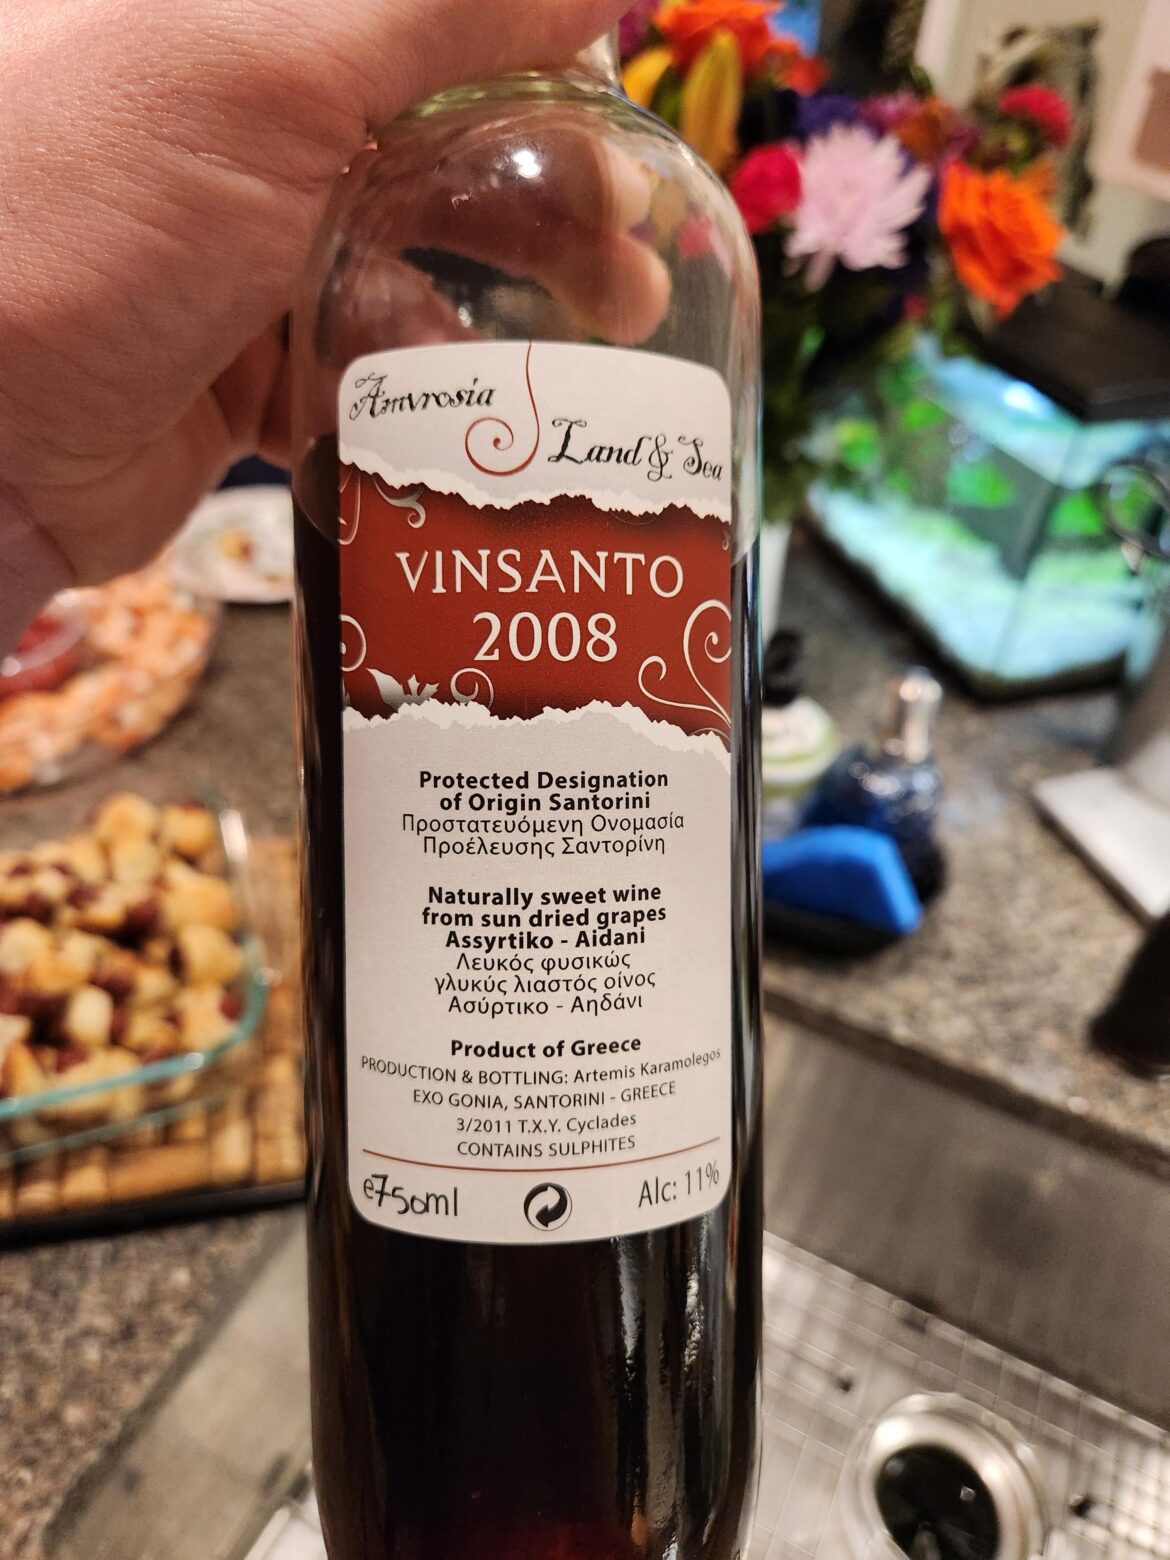 Amvrosia
Land & Sea
VINSANTO
2008
Protected Designation
of Origin Santorini
Προστατευόμενη Ονομασία
Προέλευσης Σαντορίνη
Naturally sweet wine
from sun dried grapes
Assyrtiko - Aidani
Λευκός φυσικώς
γλυκύς λιαστός οίνος
Ασύρτικο - Αηδάνι
Product of Greece
PRODUCTION & BOTTLING: Artemis Karamolegos
EXO GONIA, SANTORINI - GREECE
3/2011 T.X.Y. Cyclades
CONTAINS SULPHITES
e750ml
Alc: 11%